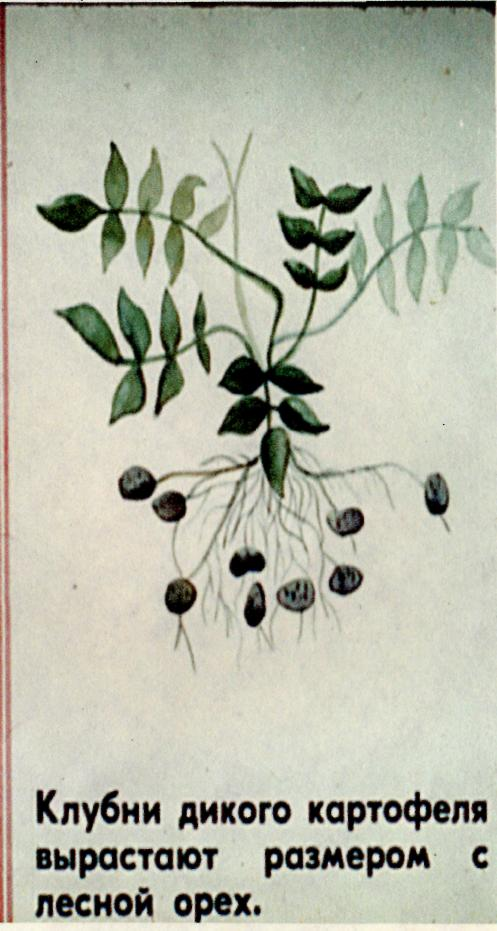 Клубни дикого картофеля
вырастают размером с
лесной орех.